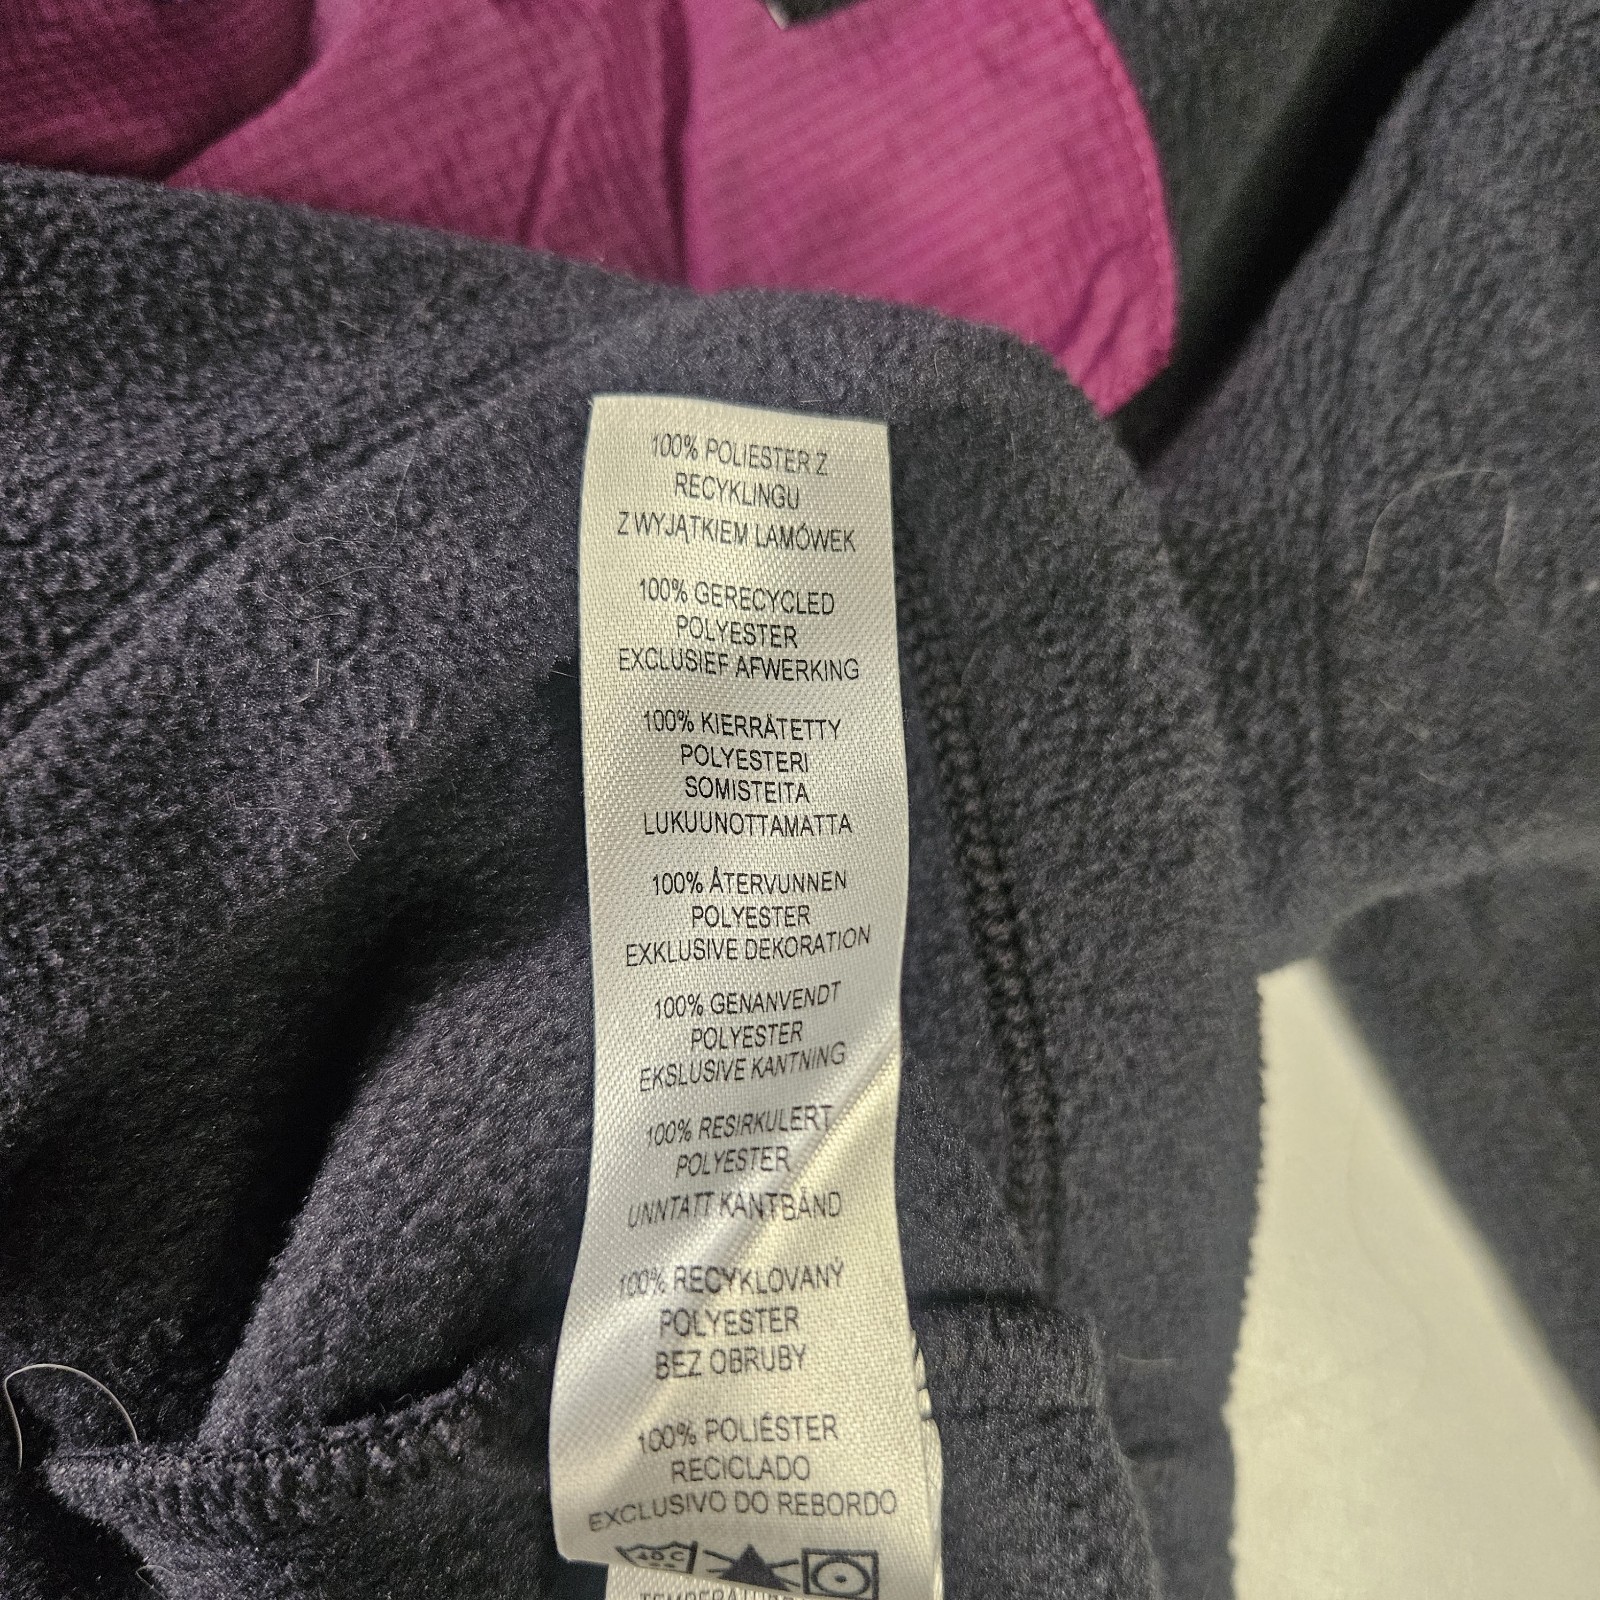 100% POLIESTER Z
RECYKLINGU
Z WYJĄTKIEM LAMÓWEK
100% GERECYCLED
POLYESTER
EXCLUSIEF AFWERKING
100% KIERRÄTETTY
POLYESTERI
SOMISTEITA
LUKUUNOTTAMATTA
100% ÅTERVUNNEN
POLYESTER
EXKLUSIVE DEKORATION
100% GENANVENDT
POLYESTER
EKSLUSIVE KANTNING
100% RESIRKULERT
POLYESTER
UNNTATT KANTBÅND
100% RECYKLOVANÝ
POLYESTER
BEZ OBRUBY
100% POLIÉSTER
RECICLADO
EXCLUSIVO DO REBORDO